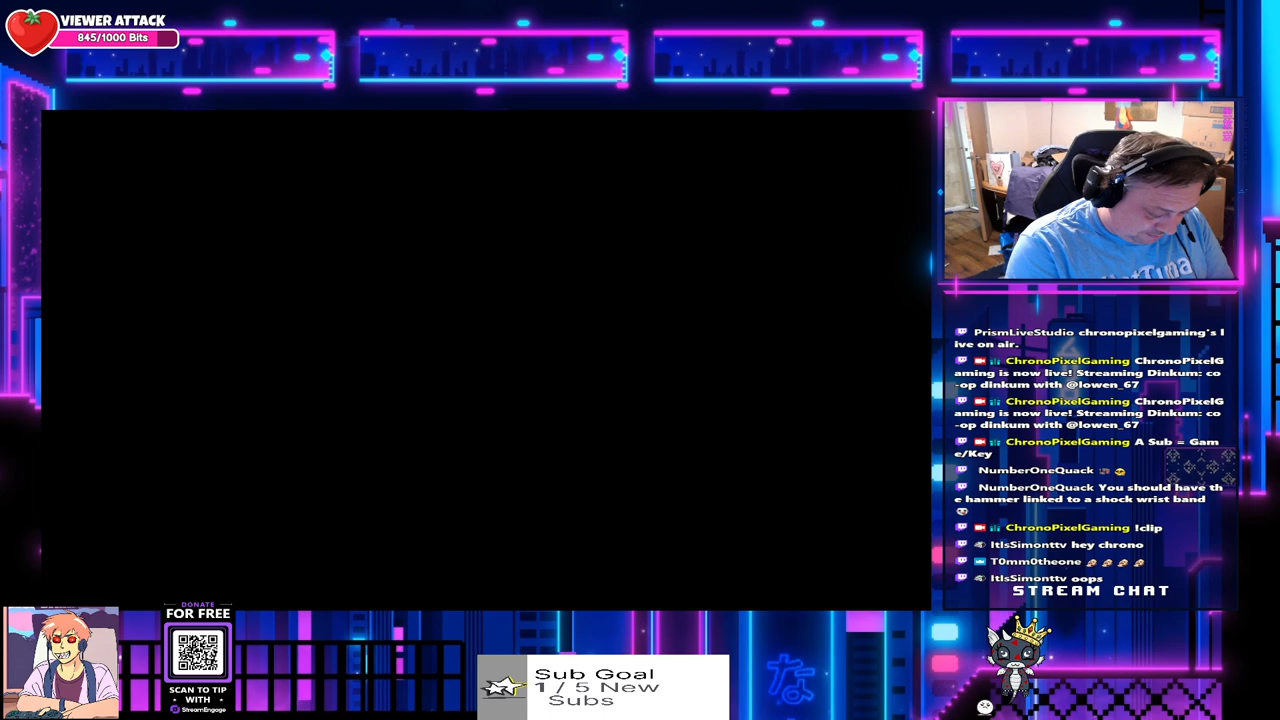 VIEWER ATTACK
845/1000 Bits
PrismLiveStudio chronopixelgaming's l
ive on air.
ChronoPixelGaming ChronoPixelG
aming is now live! Streaming Dinkum: co
-op dinkum with @lowen_67
ChronoPixelGaming ChronoPixelG
aming is now live! Streaming Dinkum: co
-op dinkum with @lowen_67
ChronoPixelGaming A Sub = Gam
e/Key
NumberOneQuack
NumberOneQuack You should have th
e hammer linked to a shock wrist band
ChronoPixelGaming !clip
ItIsSimonttv hey chrono
T0mm0theone
ItIsSimonttv oops
STREAM CHAT
DONATE
FOR FREE
SCAN TO TIP
WITH
StreamEngage
Sub Goal
1 / 5 New
Subs
な